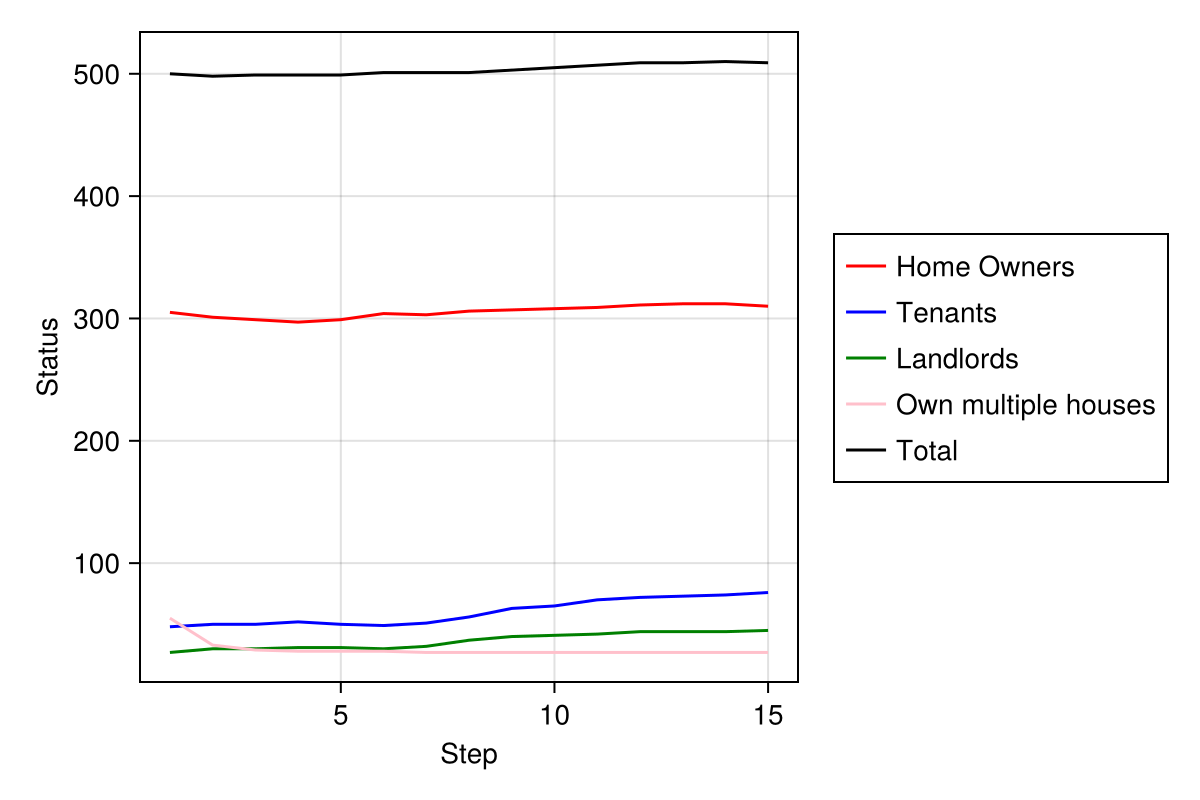 500
400
300
200
100
Status
5 10 15
Step
Home Owners
Tenants
Landlords
Own multiple houses
Total